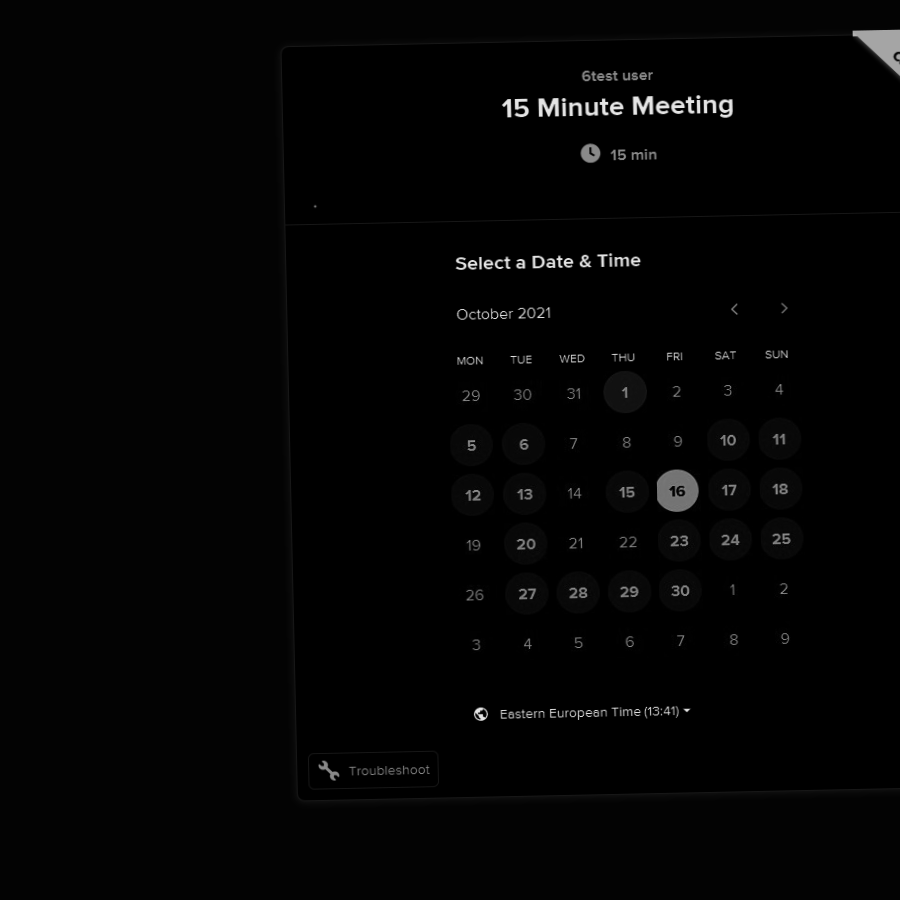 6test user
15 Minute Meeting
15 min
.
Select a Date & Time
October 2021
MON TUE WED THU FRI SAT SUN
29 30 31 1 2 3 4
5 6 7 8 9 10 11
12 13 14 15 16 17 18
19 20 21 22 23 24 25
26 27 28 29 30 1 2
3 4 5 6 7 8 9
Eastern European Time (13:41)
Troubleshoot